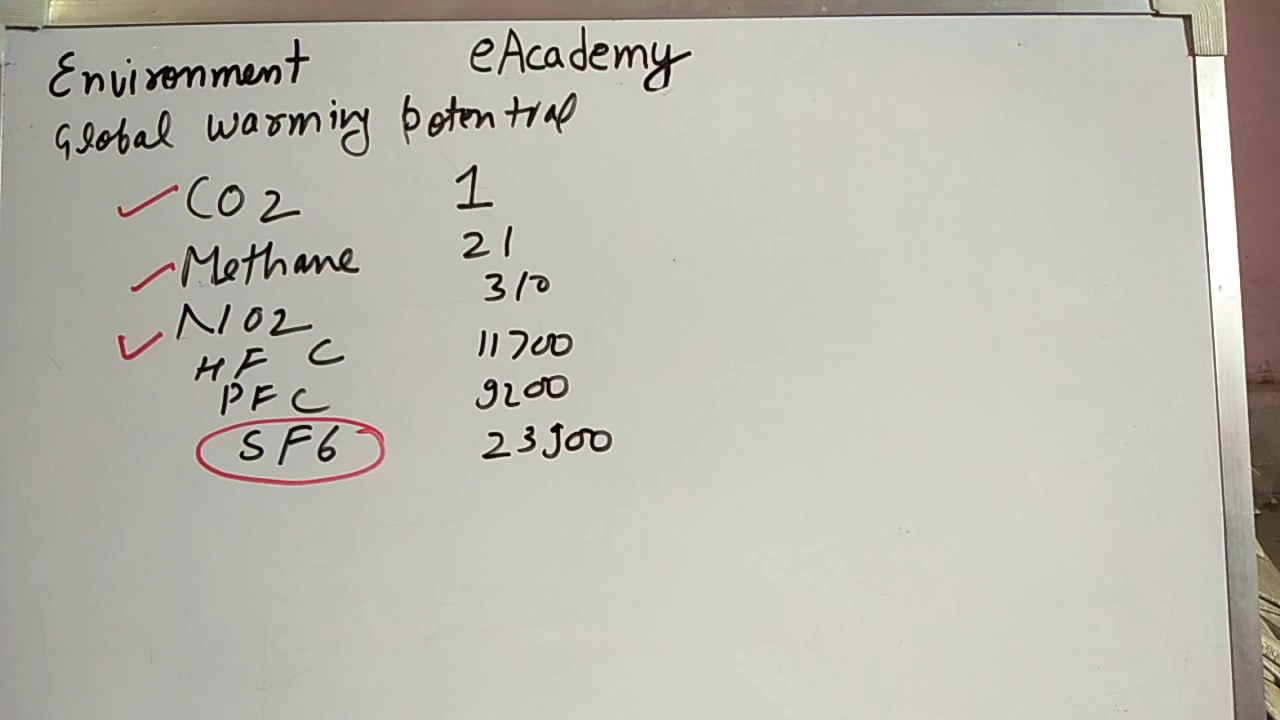 Environment eAcademy
Global warming potential
CO2 1
Methane 21
NO2 310
HFC 11700
PFC 9200
SF6 23900